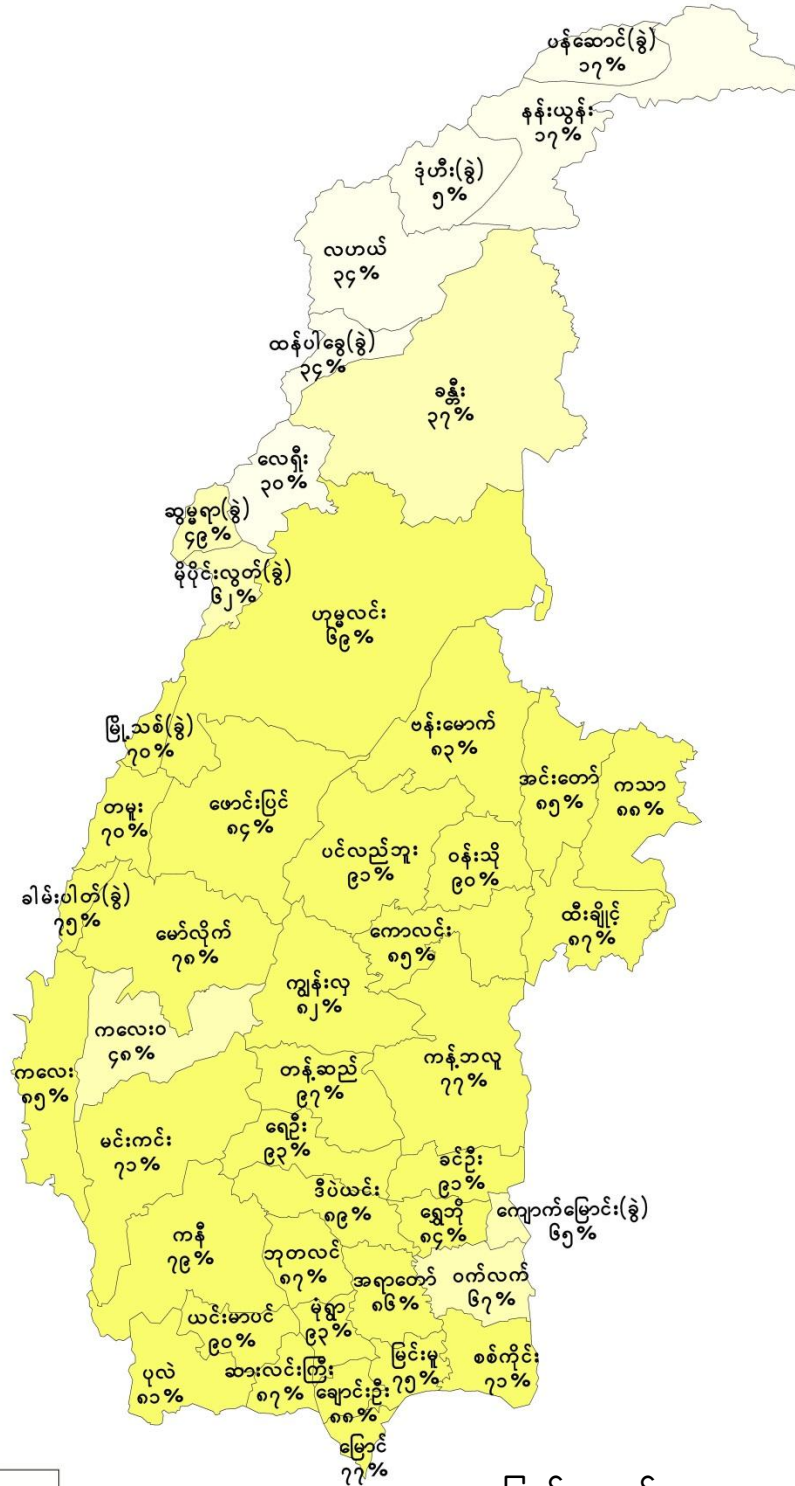 ပန်ဆောင်(ခွဲ)
၁၇%
နန်းယွန်း
၁၇%
ဒုံဟီး(ခွဲ)
၅%
လဟယ်
၃၄%
ထန်ပါခွေ(ခွဲ)
၃၄%
ခန္တီး
၃၇%
လေရှီး
၃၀%
ဆွမ္မရာ(ခွဲ)
၄၉%
မိုပိုင်းလွတ်(ခွဲ)
၆၂%
ဟုမ္မလင်း
၆၉%
မြို့သစ်(ခွဲ)
၇၀%
ဗန်းမောက်
၈၃%
အင်းတော်
၈၅%
ကသာ
၈၈%
တမူး
၇၀%
ဖောင်းပြင်
၈၄%
ပင်လည်ဘူး
၉၁%
ဝန်းသို
၉၀%
ခါမ်းပါတ်(ခွဲ)
၇၅%
မော်လိုက်
၇၈%
ကောလင်း
၈၅%
ထီးချိုင့်
၈၇%
ကျွန်းလှ
၈၂%
ကလေးဝ
၄၈%
ကလေး
၈၅%
တန့်ဆည်
၉၇%
ကန့်ဘလူ
၇၇%
မင်းကင်း
၇၁%
ရေဦး
၉၃%
ခင်ဦး
၉၁%
ဒီပဲယင်း
၈၉%
ရွှေဘို
၈၄%
ကျောက်မြောင်း(ခွဲ)
၆၅%
ကနီ
၇၉%
ဘုတလင်
၈၇%
အရာတော်
၈၆%
ဝက်လက်
၆၇%
ယင်းမာပင်
၉၀%
မုံရွာ
၉၃%
ပုလဲ
၈၁%
ဆားလင်းကြီး
၈၇%
ချောင်းဦး
၈၈%
မြင်းမူ
၇၅%
စစ်ကိုင်း
၇၁%
မြောင်
၇၇%